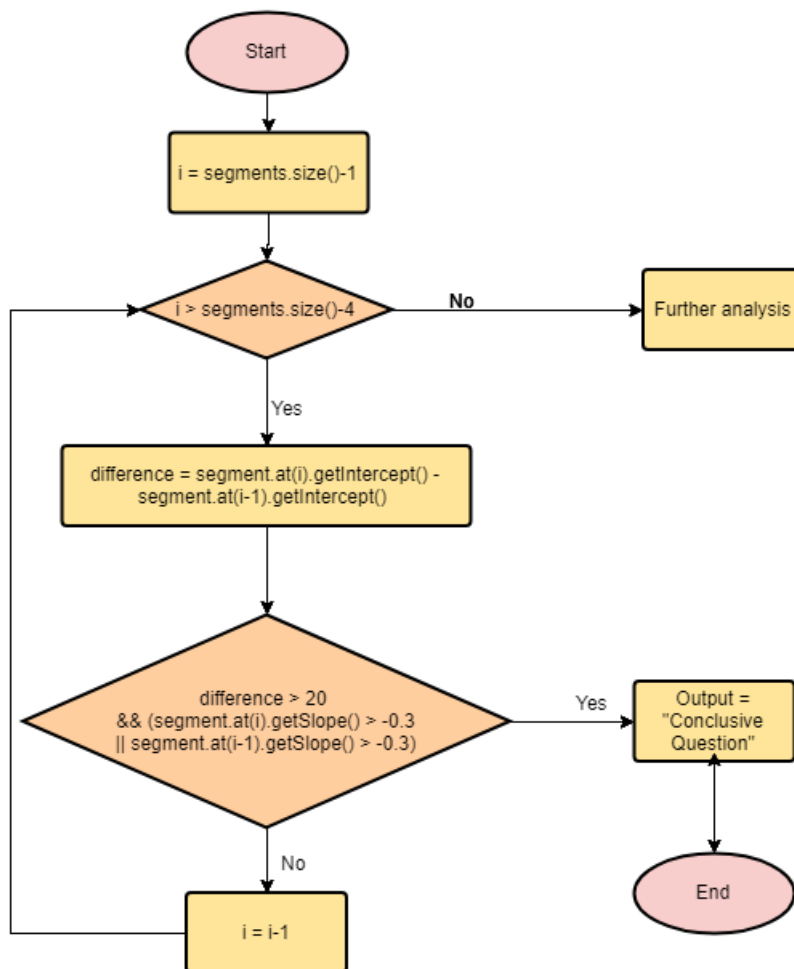 Start
i = segments.size()-1
i > segments.size()-4
No
Further analysis
Yes
difference = segment.at(i).getIntercept() -
segment.at(i-1).getIntercept()
difference > 20
&& (segment.at(i).getSlope() > -0.3
|| segment.at(i-1).getSlope() > -0.3)
Yes
Output =
"Conclusive
Question"
No
End
i = i-1